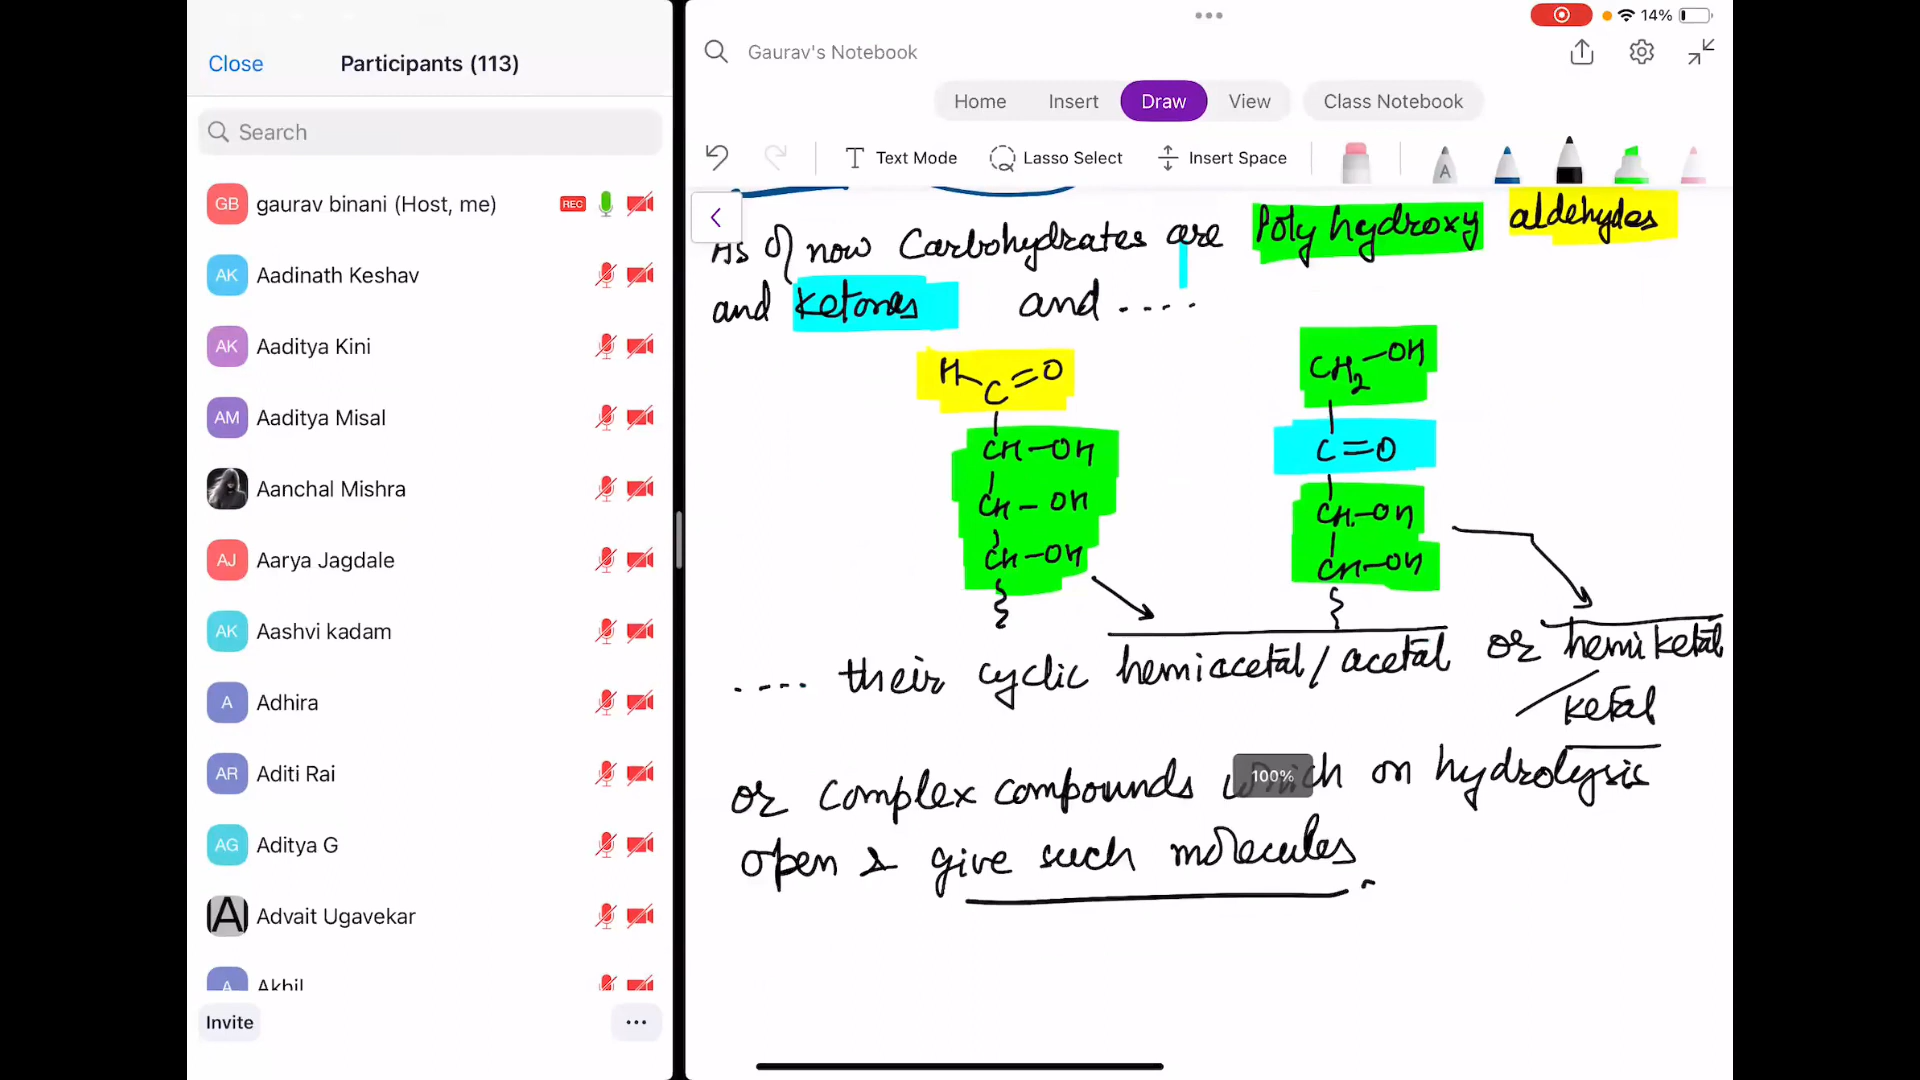 14%
Close
Participants (113)
Search
GB
gaurav binani (Host, me)
REC
AK
Aadinath Keshav
AK
Aaditya Kini
AM
Aaditya Misal
Aanchal Mishra
AJ
Aarya Jagdale
AK
Aashvi kadam
A
Adhira
AR
Aditi Rai
AG
Aditya G
A
Advait Ugavekar
A
Akhil
Invite
Gaurav's Notebook
Home Insert Draw View Class Notebook
Text Mode Lasso Select Insert Space A
As of now Carbohydrates are Poly hydroxy aldehydes
and Ketones and ....
H-C=O
CH-OH
CH-OH
CH-OH
CH2-OH
C=O
CH-OH
CH-OH
.... their cyclic hemiacetal/acetal or hemiketal
/ketal
or complex compounds which on hydrolysis
100%
open & give such molecules.